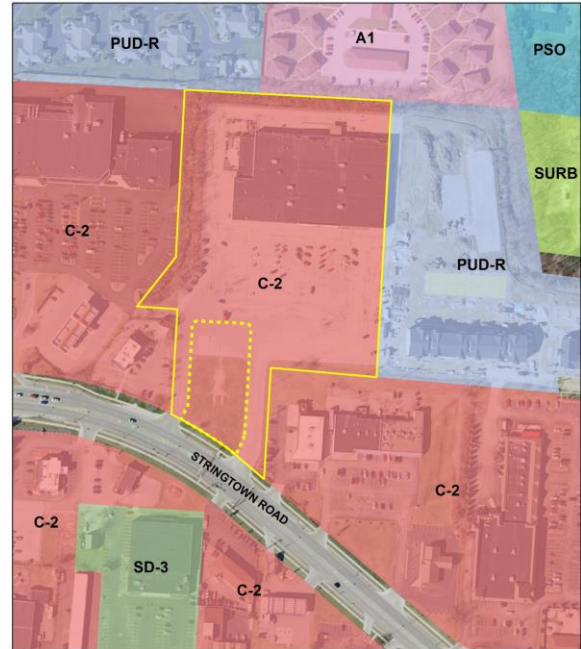 PUD-R
A1
PSO
SURB
C-2
C-2
PUD-R
STRINGTOWN ROAD
C-2
C-2
SD-3
C-2